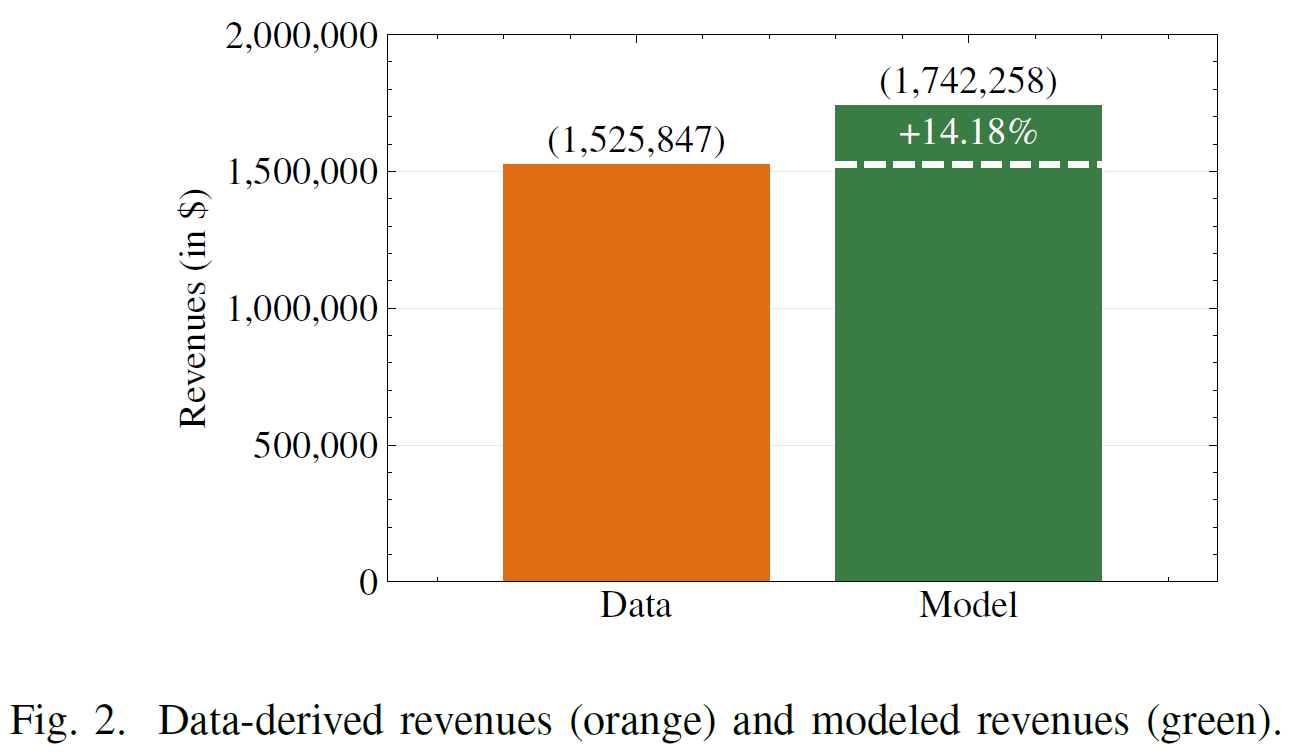 2,000,000
(1,742,258)
+14.18%
(1,525,847)
1,500,000
Revenues (in $)
1,000,000
500,000
0
Data
Model
Fig. 2. Data-derived revenues (orange) and modeled revenues (green).